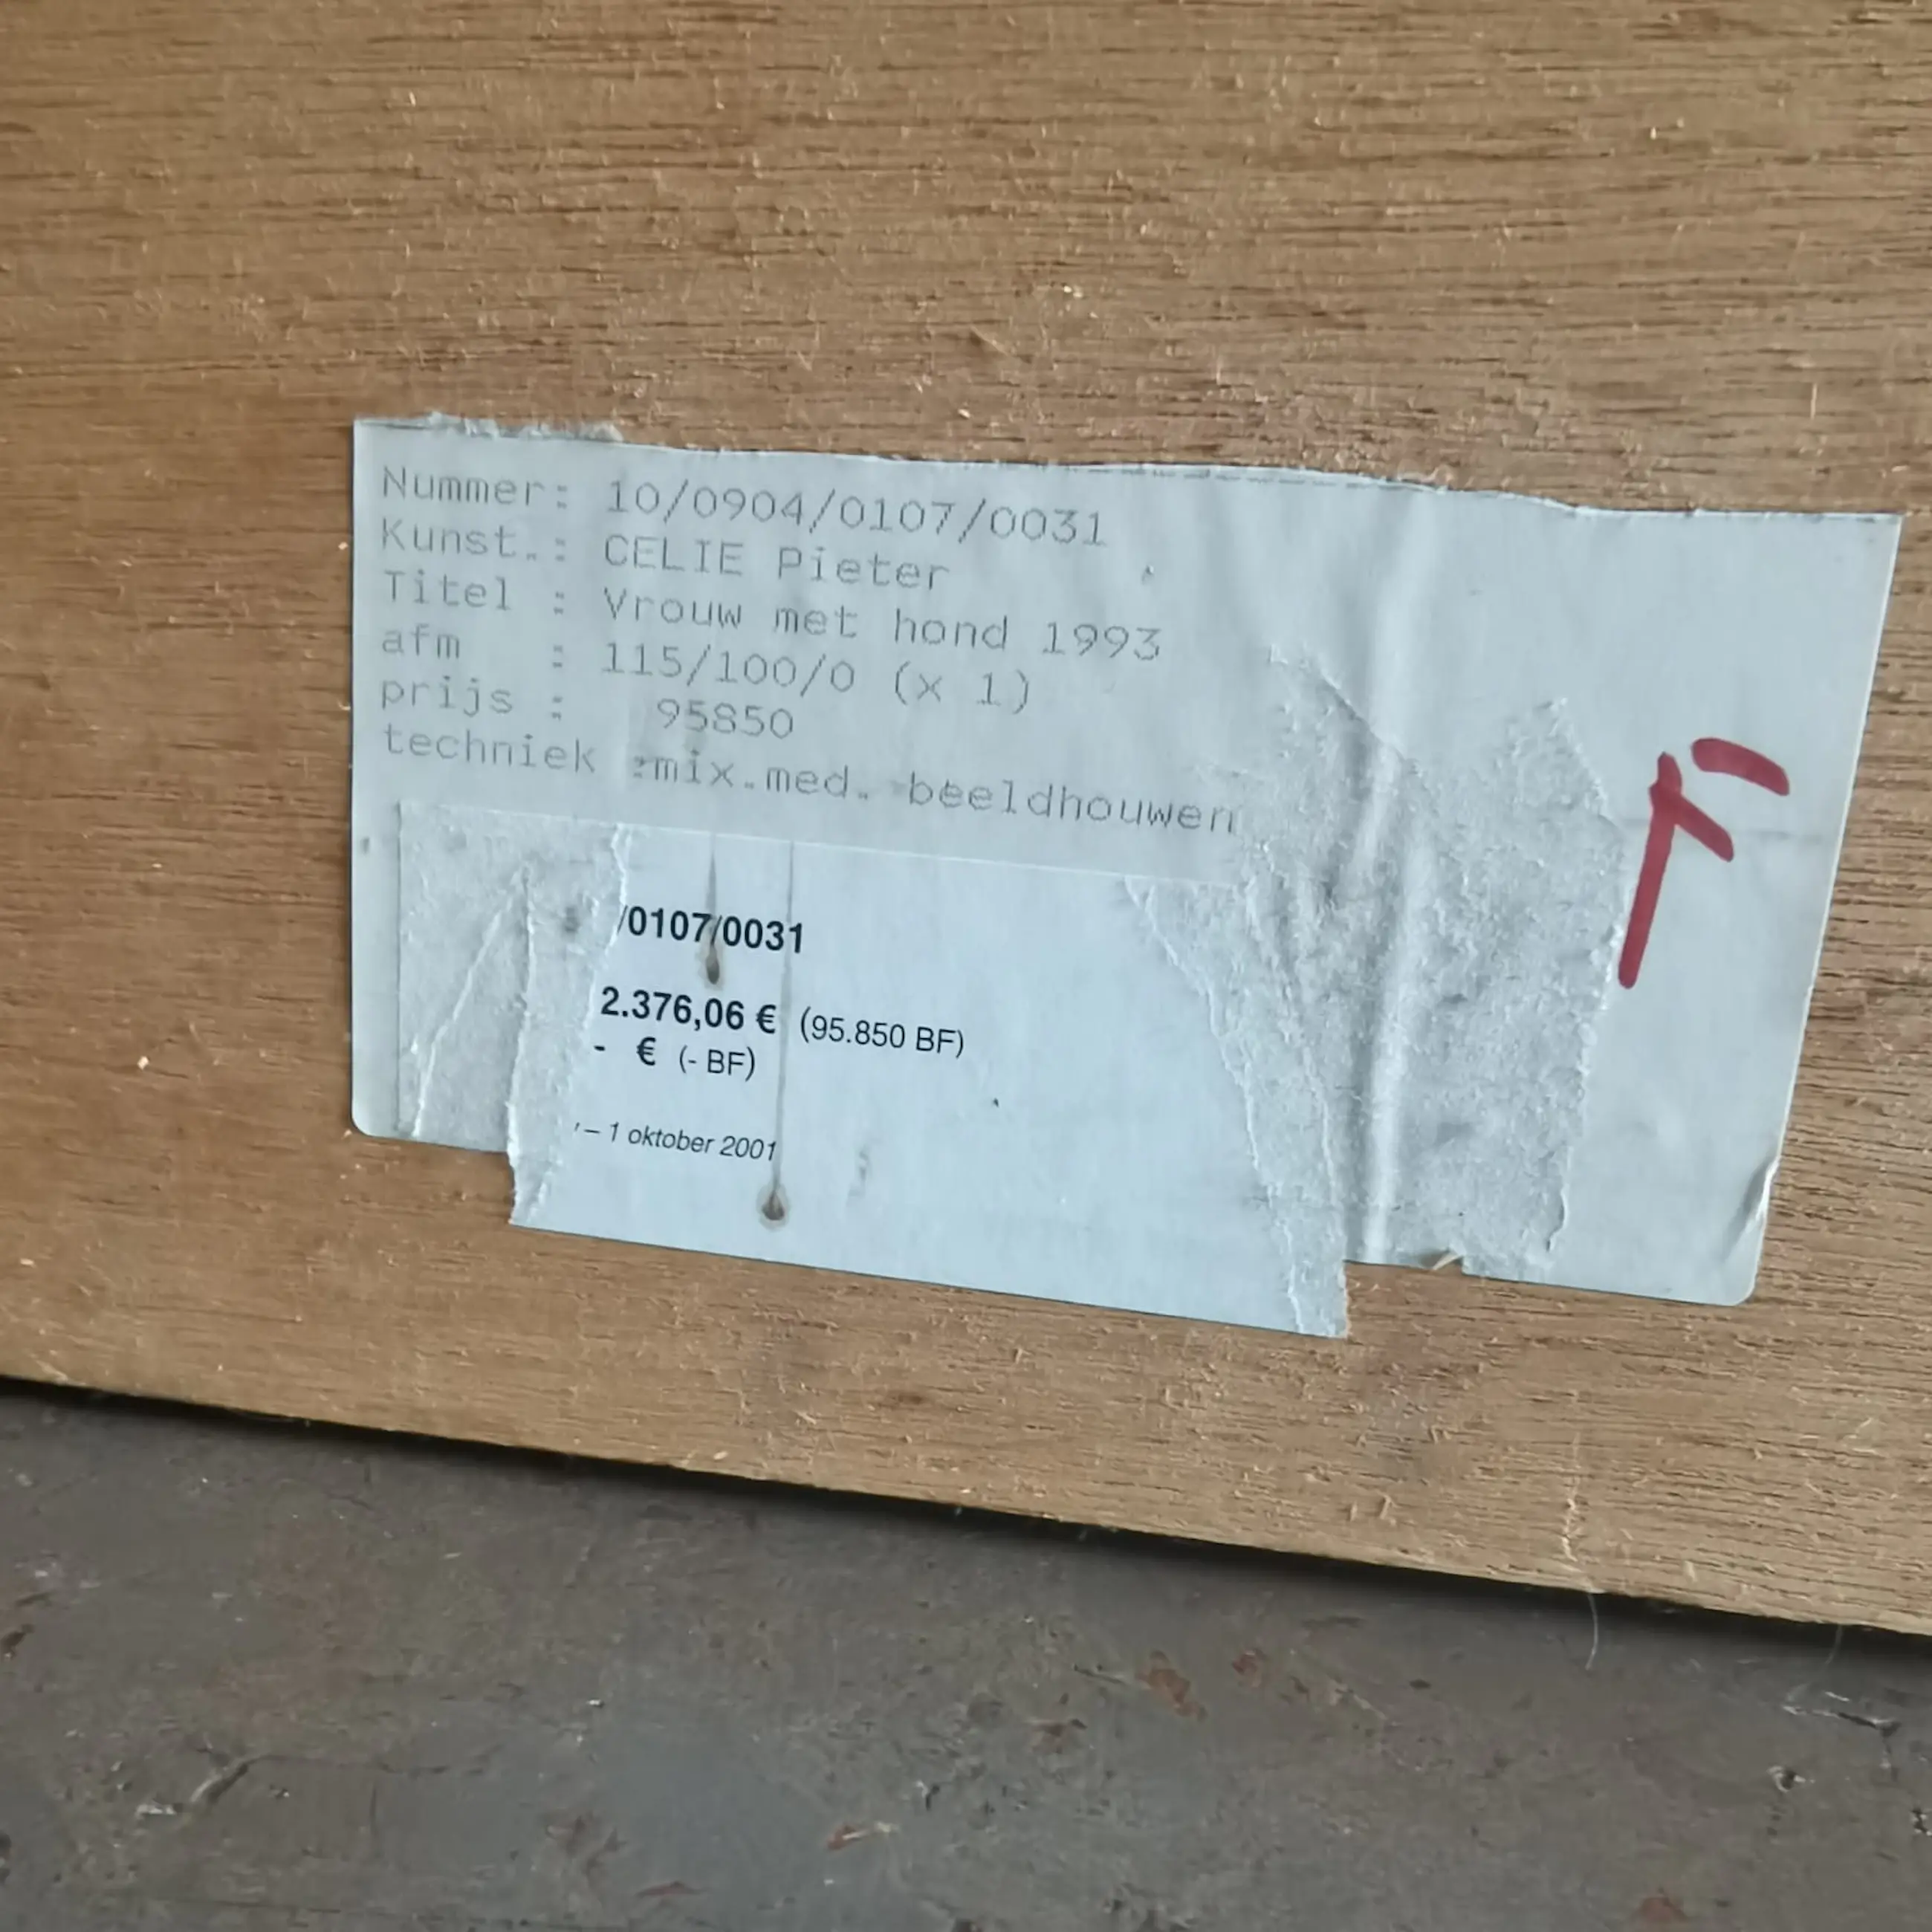 Nummer: 10/0904/0107/0031
Kunst.: CELIE Pieter
Titel : Vrouw met hond 1993
afm : 115/100/0 (x 1)
prijs : 95850
techniek :mix.med. beeldhouwen
/0107/0031
2.376,06 € (95.850 BF)
- € (- BF)
– 1 oktober 2001
F